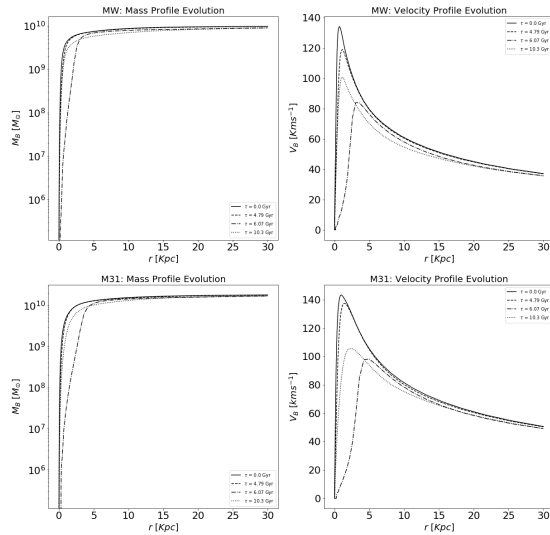 MW: Mass Profile Evolution
10^10
10^9
10^8
10^7
10^6
M_B [M_⊙]
τ = 0.0 Gyr
τ = 4.79 Gyr
τ = 6.07 Gyr
τ = 10.3 Gyr
0 5 10 15 20 25 30
r [Kpc]
MW: Velocity Profile Evolution
140
120
100
80
60
40
20
0
V_B [Kms^−1]
τ = 0.0 Gyr
τ = 4.79 Gyr
τ = 6.07 Gyr
τ = 10.3 Gyr
0 5 10 15 20 25 30
r [Kpc]
M31: Mass Profile Evolution
10^10
10^9
10^8
10^7
10^6
M_B [M_⊙]
τ = 0.0 Gyr
τ = 4.79 Gyr
τ = 6.07 Gyr
τ = 10.3 Gyr
0 5 10 15 20 25 30
r [Kpc]
M31: Velocity Profile Evolution
140
120
100
80
60
40
20
0
V_B [kms^−1]
τ = 0.0 Gyr
τ = 4.79 Gyr
τ = 6.07 Gyr
τ = 10.3 Gyr
0 5 10 15 20 25 30
r [Kpc]